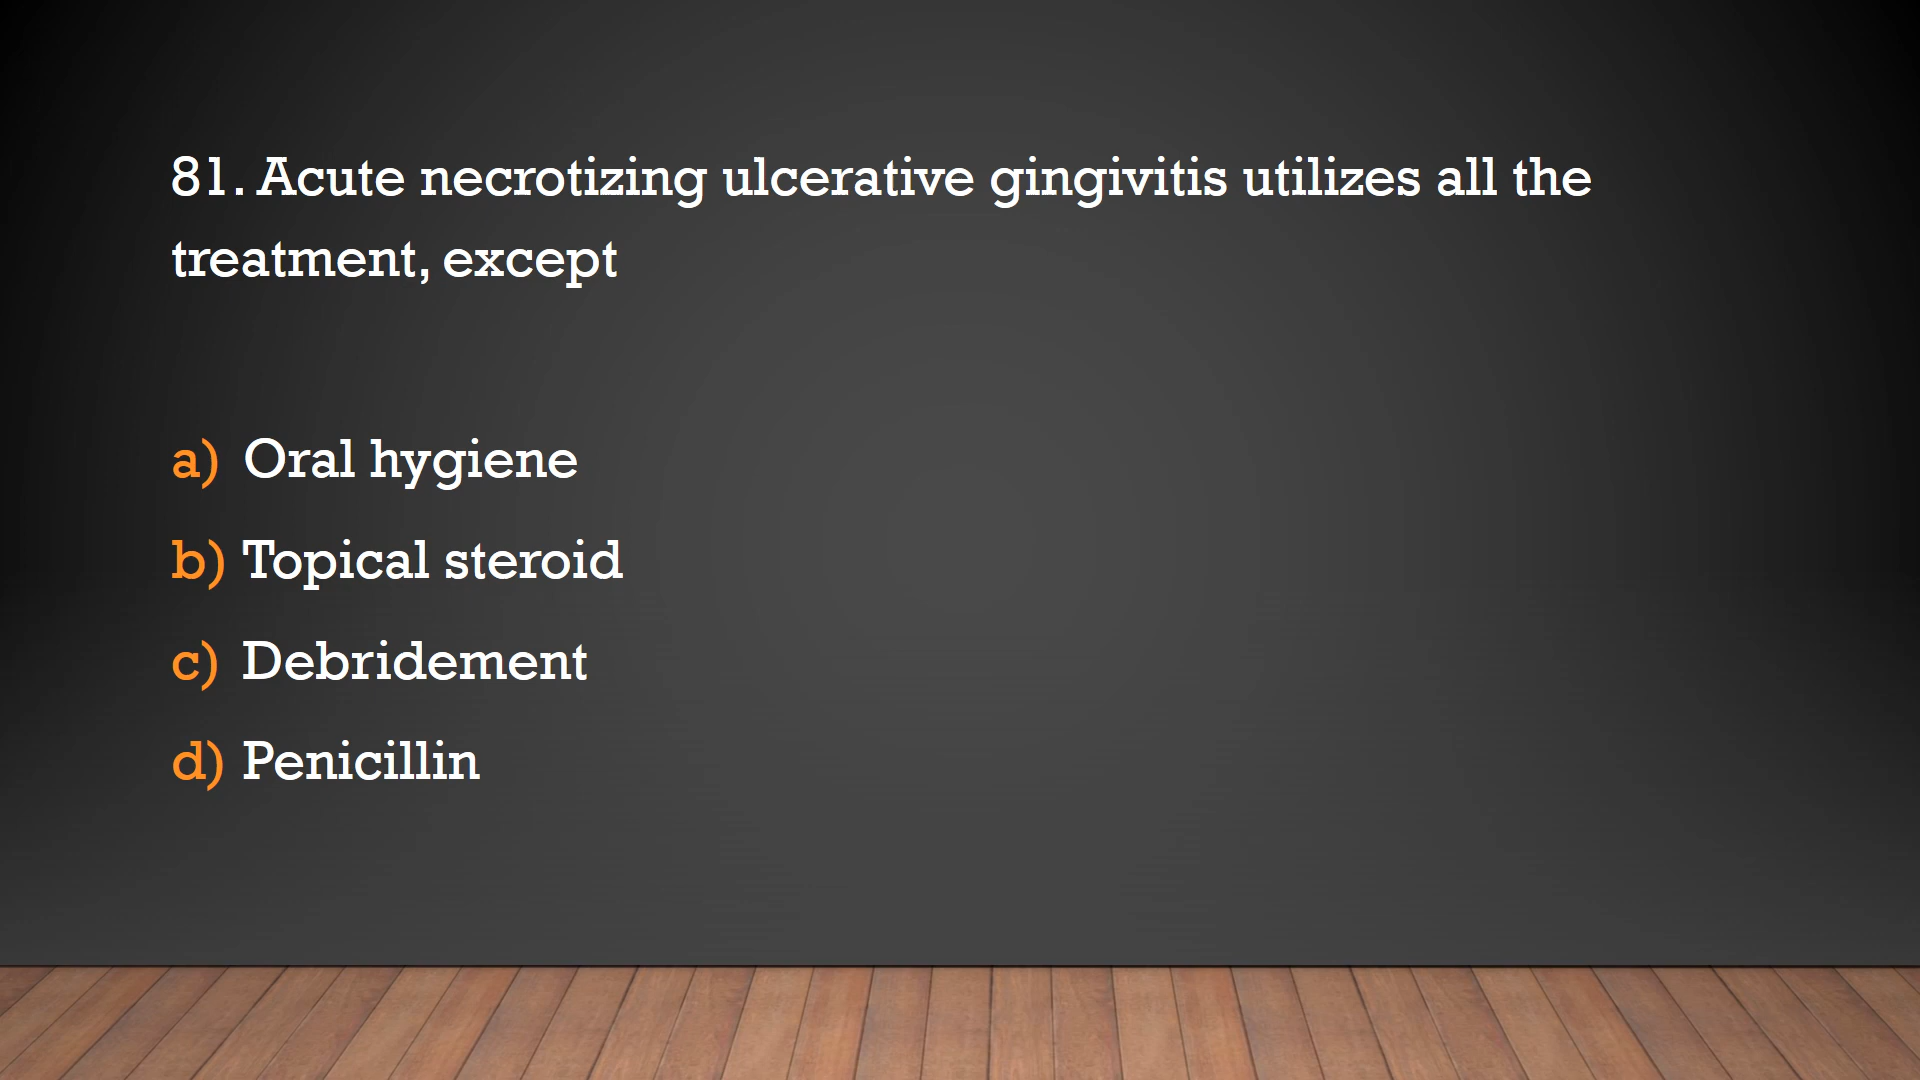 81. Acute necrotizing ulcerative gingivitis utilizes all the
treatment, except
a) Oral hygiene
b) Topical steroid
c) Debridement
d) Penicillin